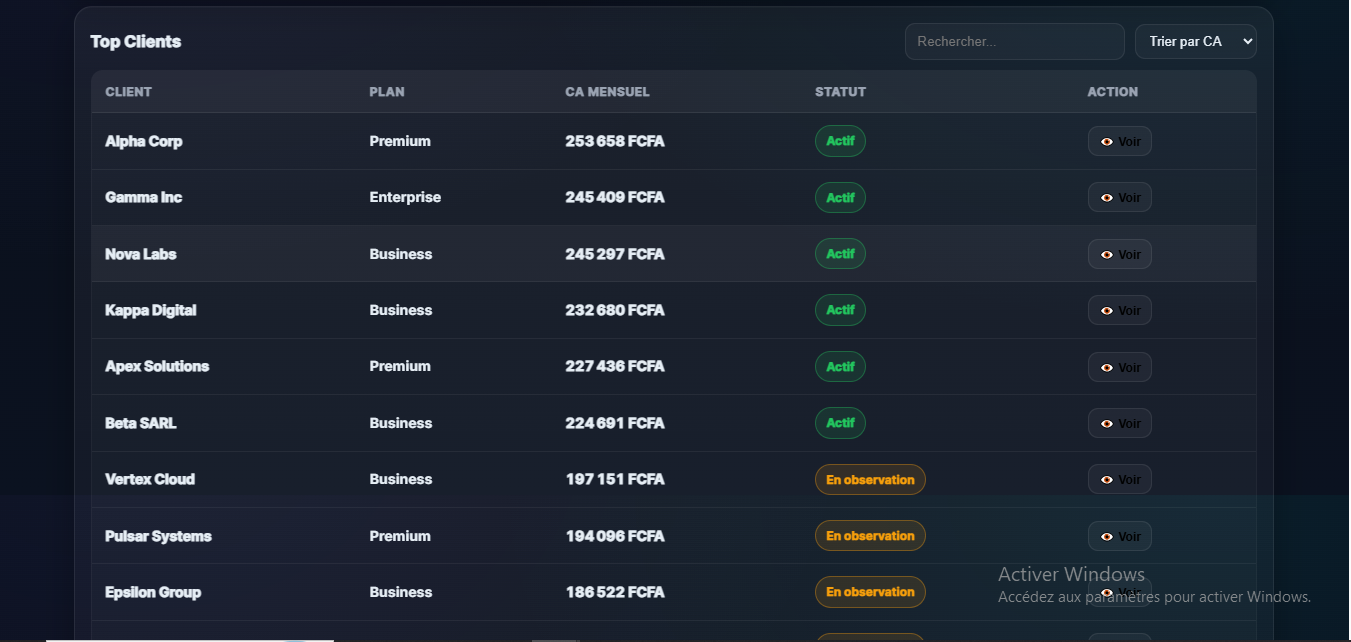 Top Clients
Rechercher...
Trier par CA
CLIENT PLAN CA MENSUEL STATUT ACTION
Alpha Corp Premium 253 658 FCFA Actif Voir
Gamma Inc Enterprise 245 409 FCFA Actif Voir
Nova Labs Business 245 297 FCFA Actif Voir
Kappa Digital Business 232 680 FCFA Actif Voir
Apex Solutions Premium 227 436 FCFA Actif Voir
Beta SARL Business 224 691 FCFA Actif Voir
Vertex Cloud Business 197 151 FCFA En observation Voir
Pulsar Systems Premium 194 096 FCFA En observation Voir
Epsilon Group Business 186 522 FCFA En observation Voir
Activer Windows
Accédez aux paramètres pour activer Windows.